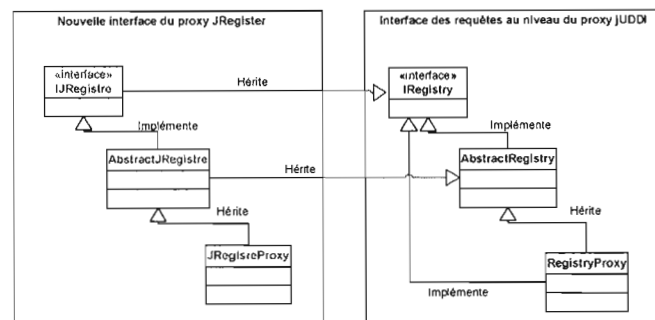 Nouvelle interface du proxy JRegister
«interface»
IJRegistre
Hérite
Implémente
AbstractJRegistre
Hérite
Hérite
JRegisreProxy
Interface des requêtes au niveau du proxy jUDDI
«interface»
IRegistry
Implémente
AbstractRegistry
Hérite
RegistryProxy
Implémente